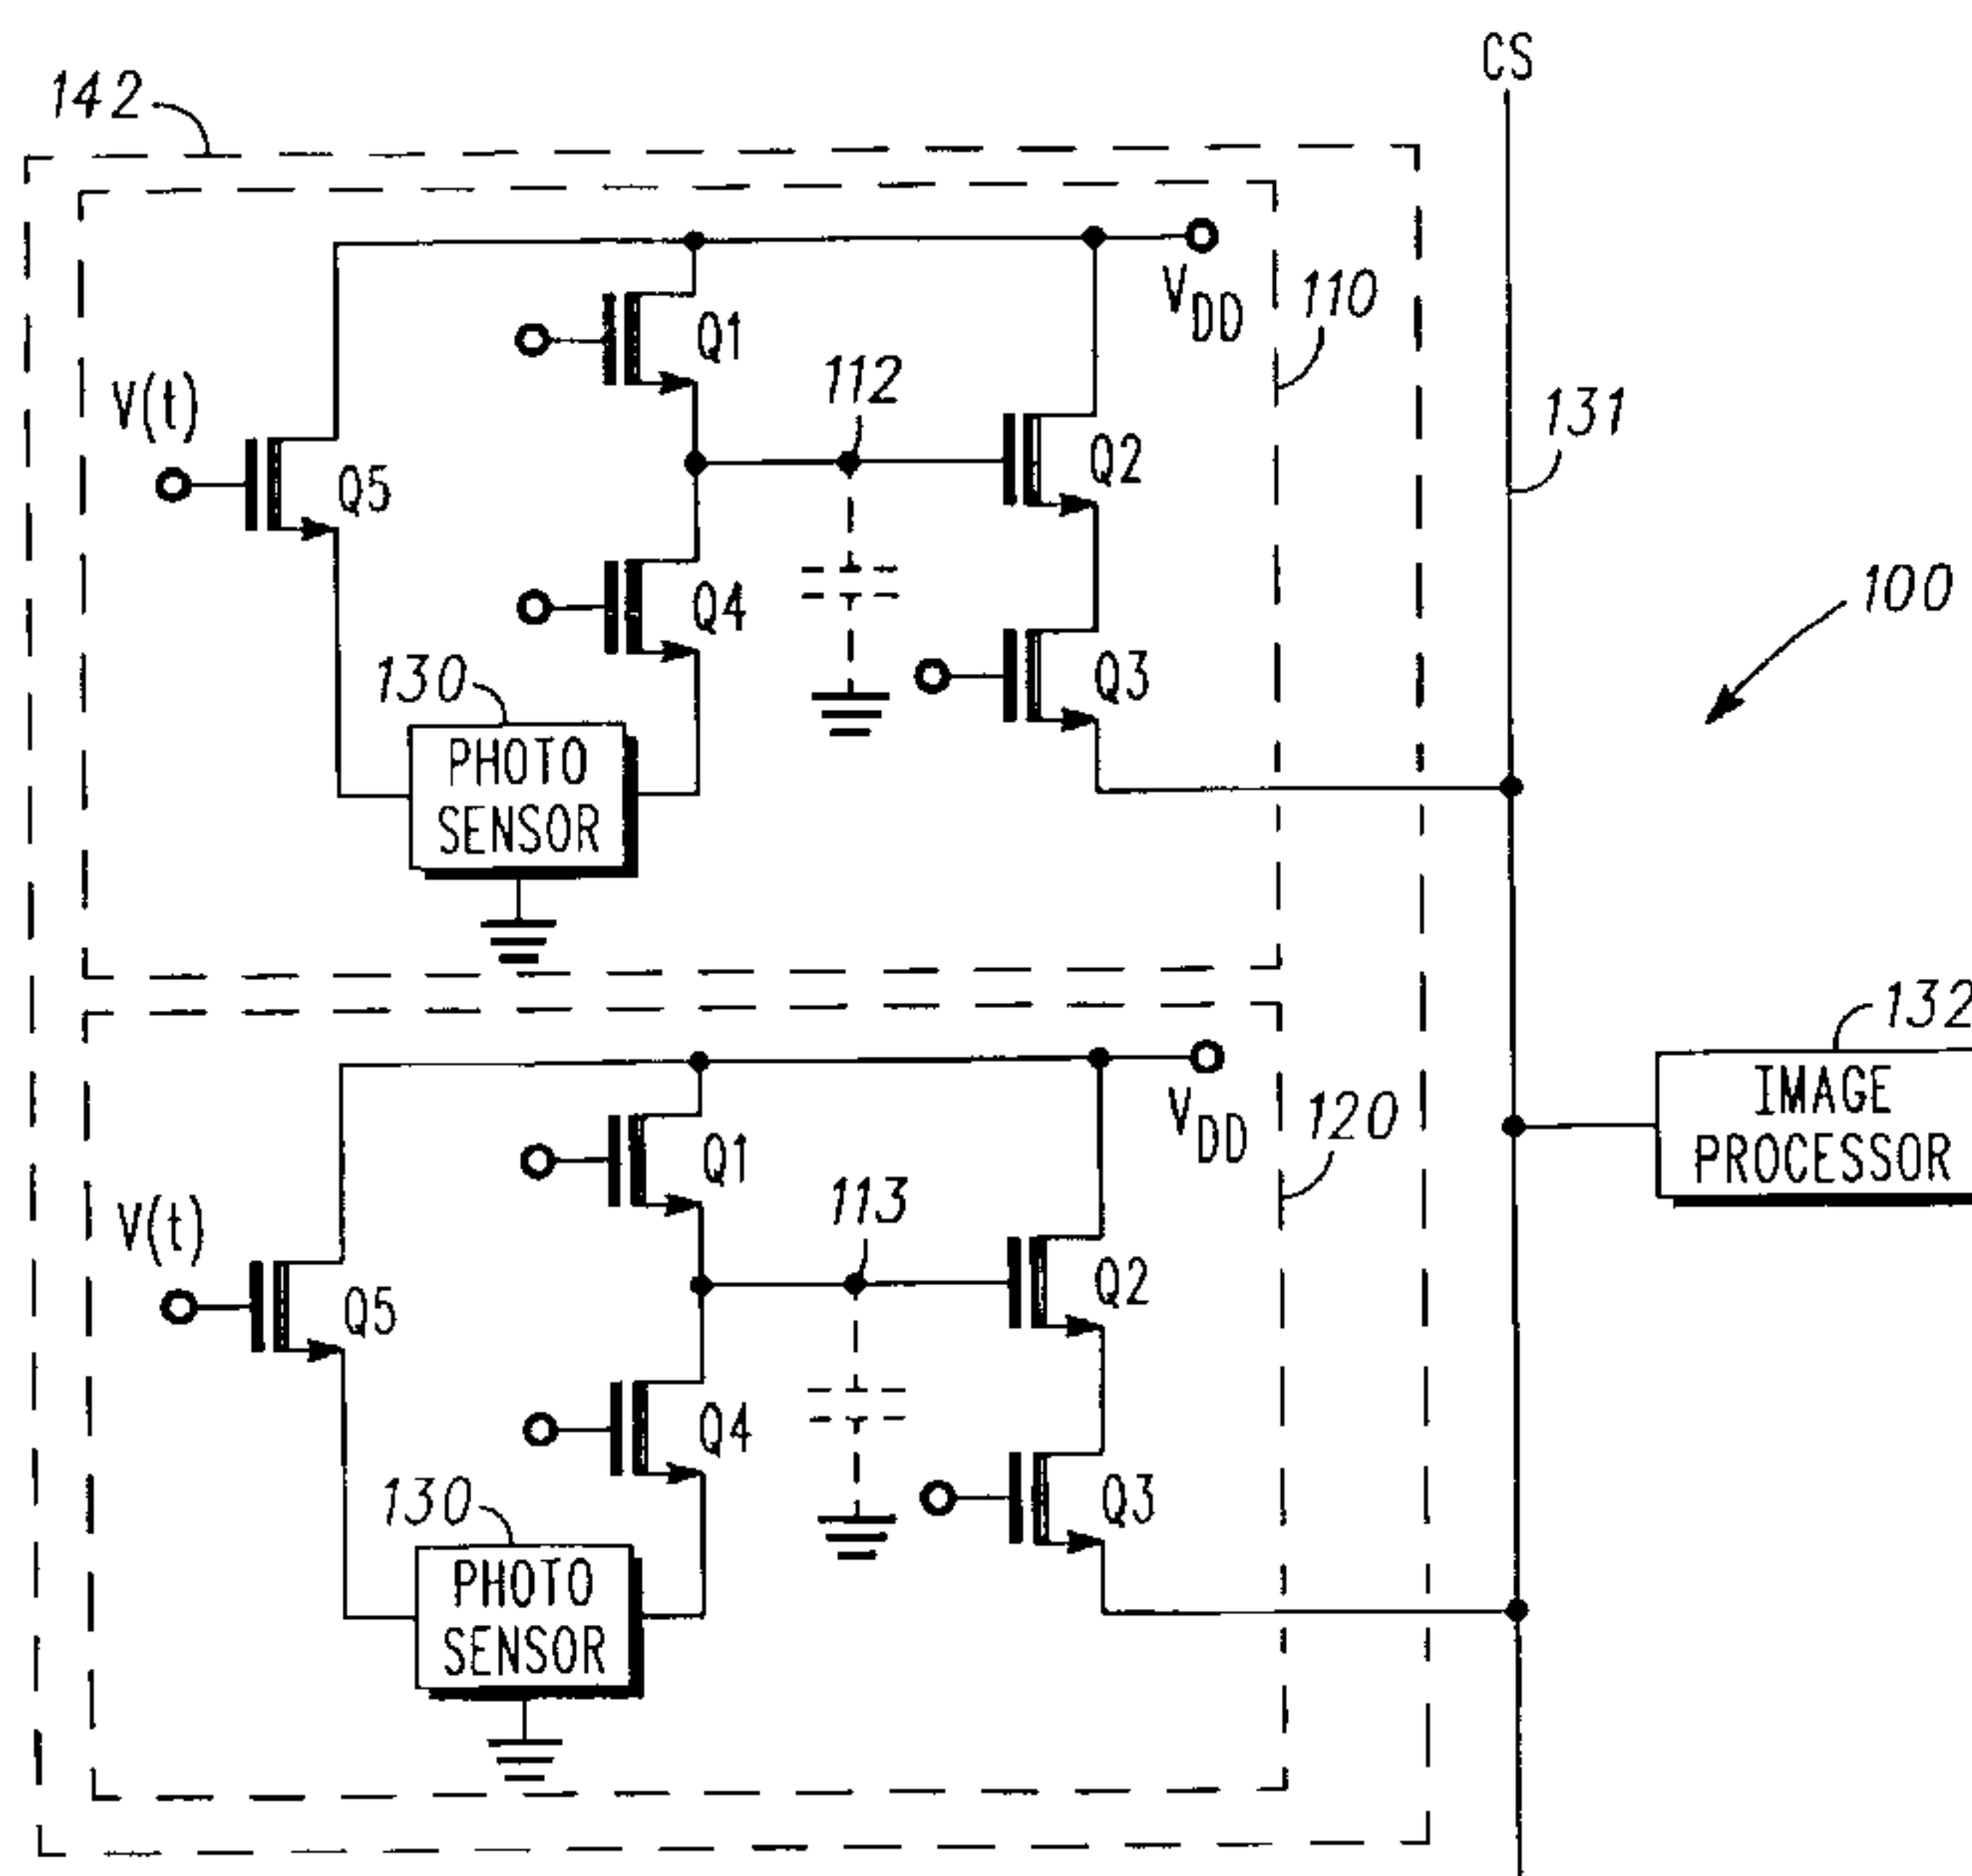 CS
142
VDD
110
Q1
112
131
V(t)
Q2
Q5
100
Q4
130
Q3
PHOTO
SENSOR
132
IMAGE
PROCESSOR
VDD
120
Q1
113
V(t)
Q2
Q5
Q4
130
Q3
PHOTO
SENSOR